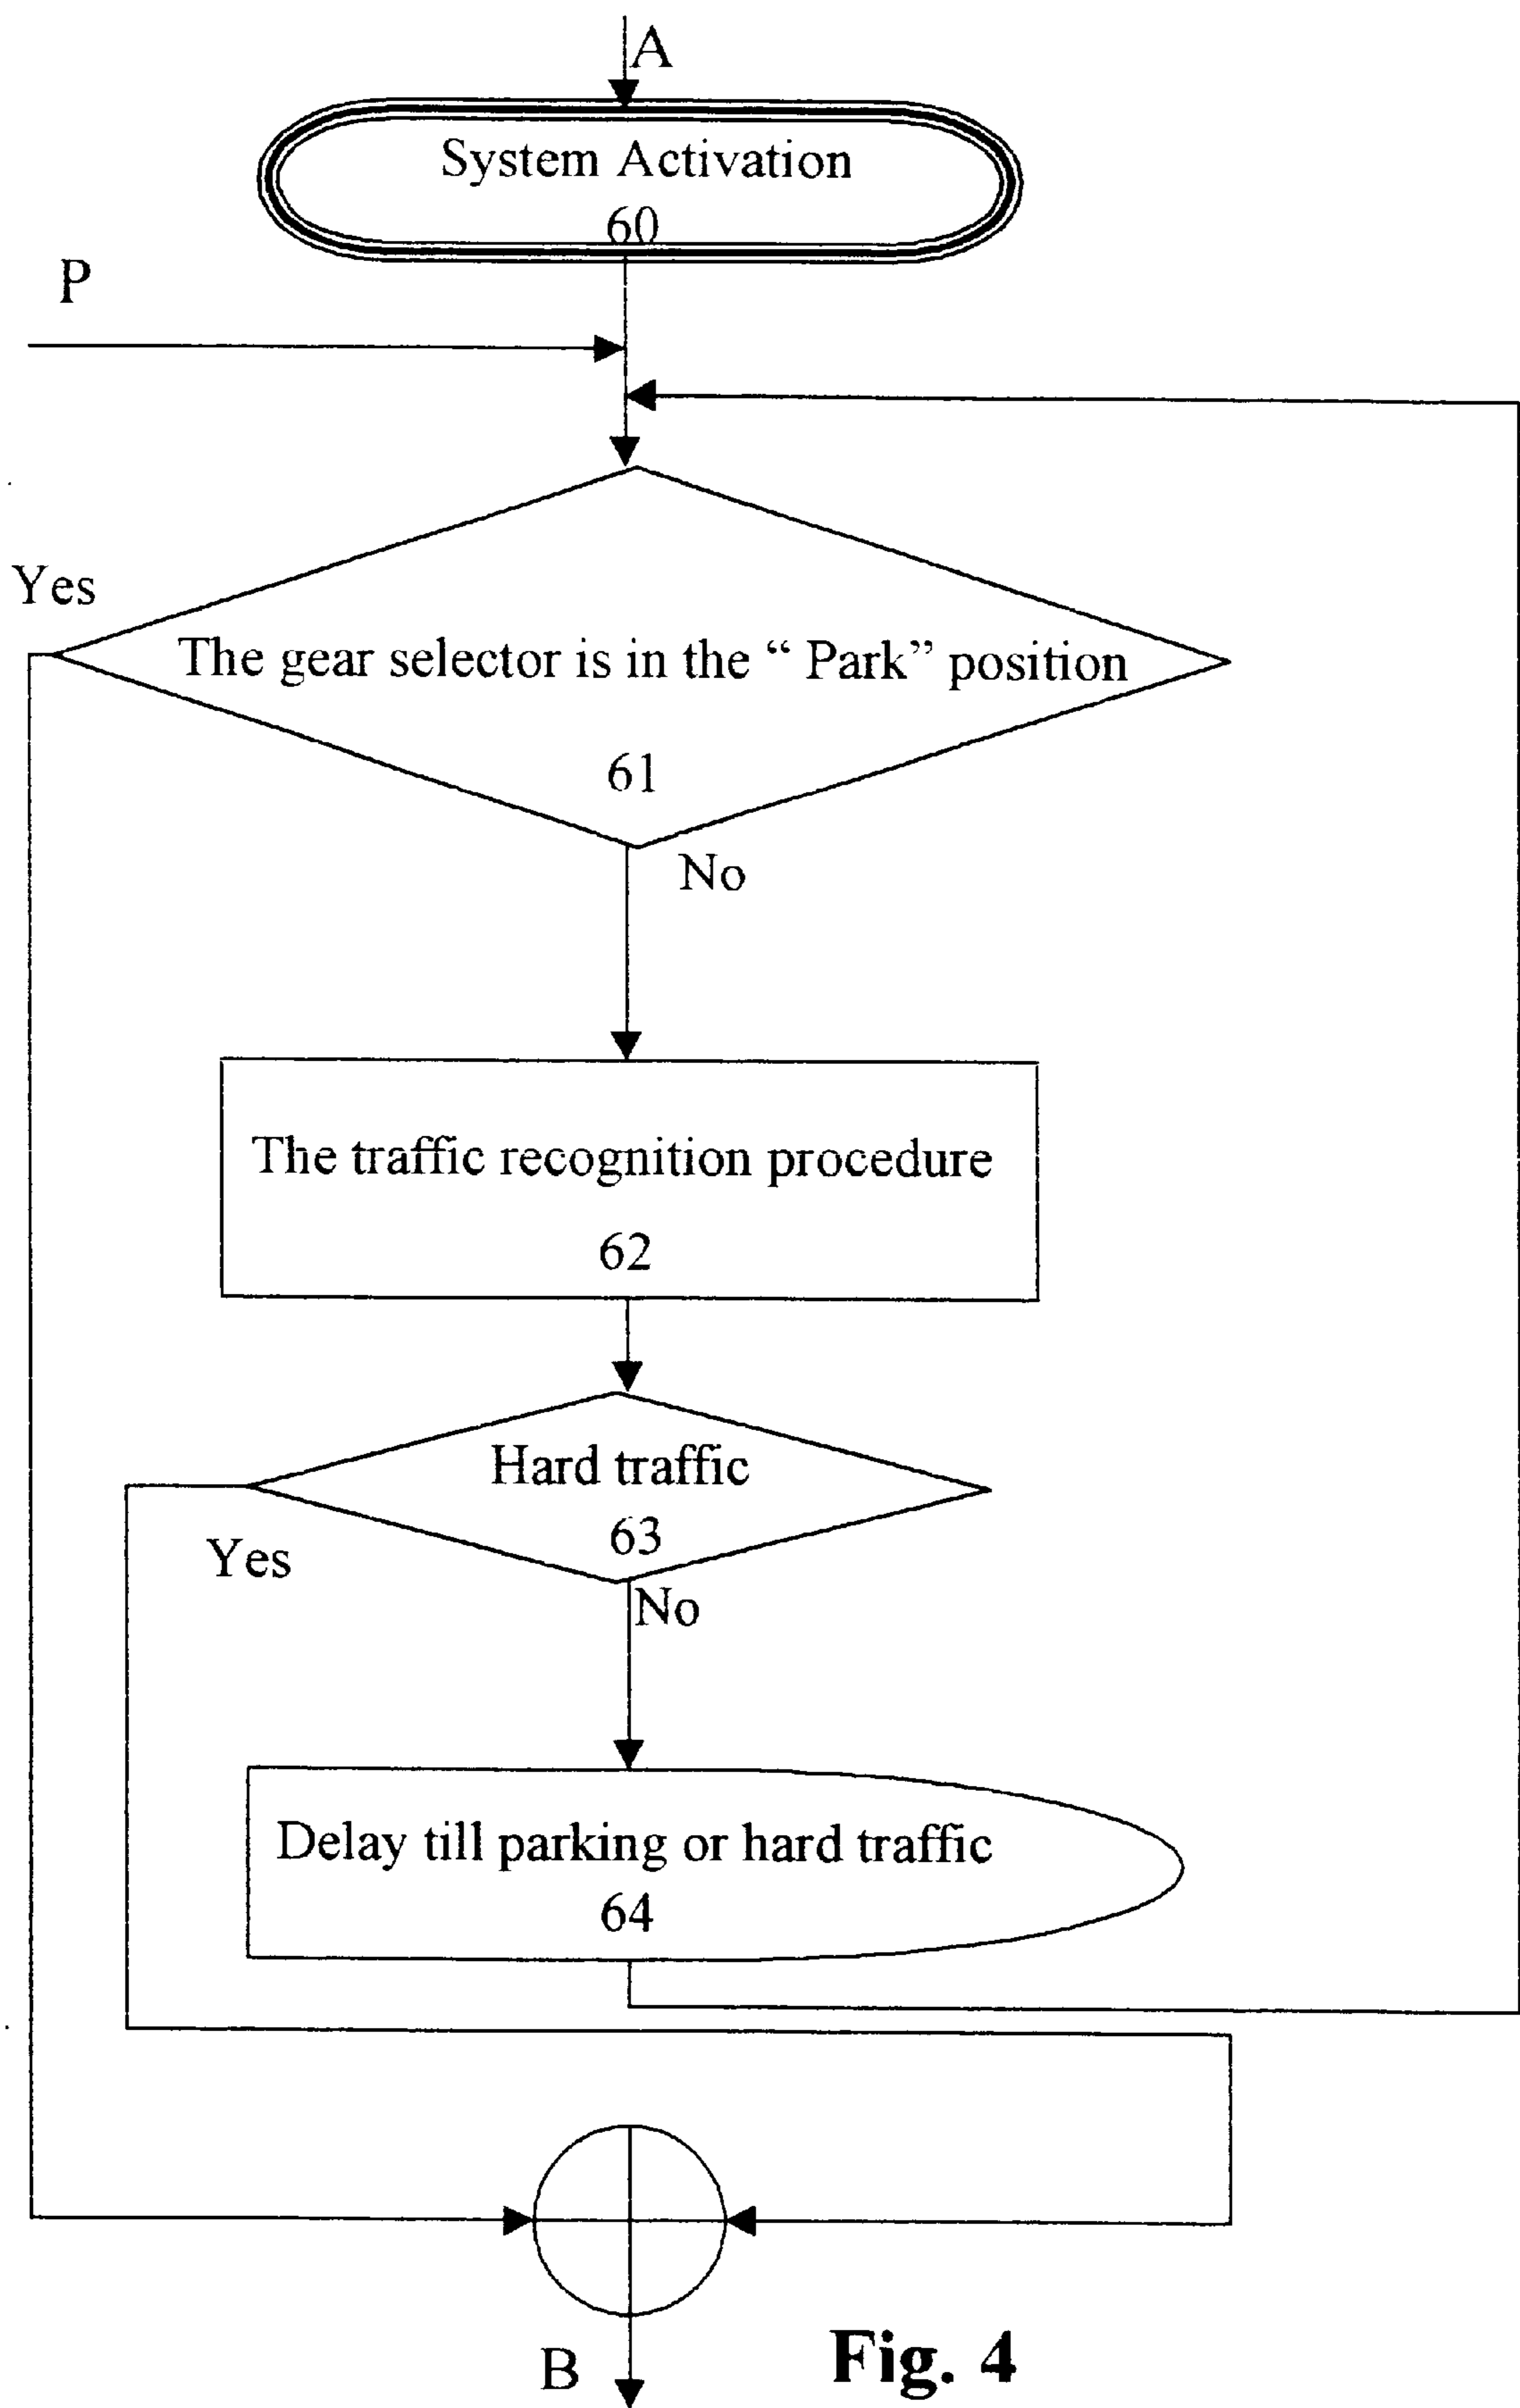 A
System Activation
60
P
Yes
The gear selector is in the “ Park” position
61
No
The traffic recognition procedure
62
Hard traffic
63
Yes
No
Delay till parking or hard traffic
64
B
Fig. 4